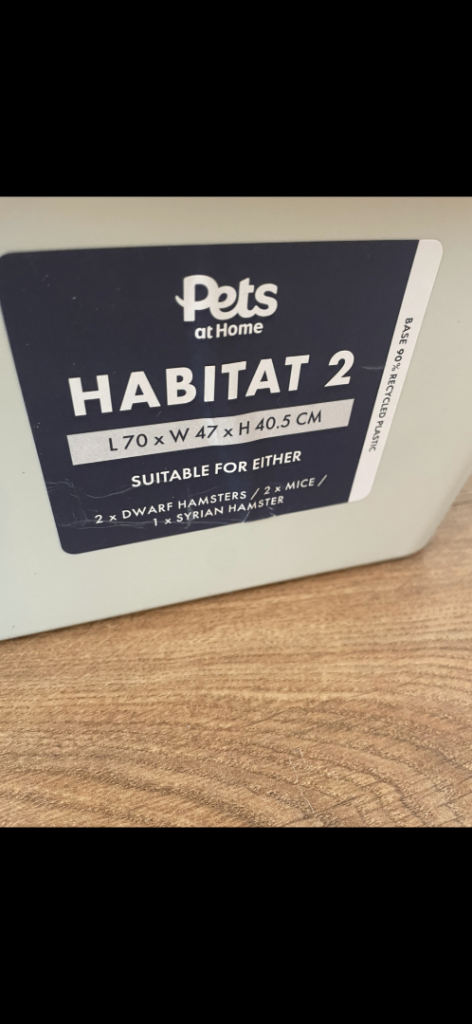 Pets
at Home
HABITAT 2
L 70 x W 47 x H 40.5 CM
SUITABLE FOR EITHER
2 x DWARF HAMSTERS / 2 x MICE /
1 x SYRIAN HAMSTER
BASE 90% RECYCLED PLASTIC